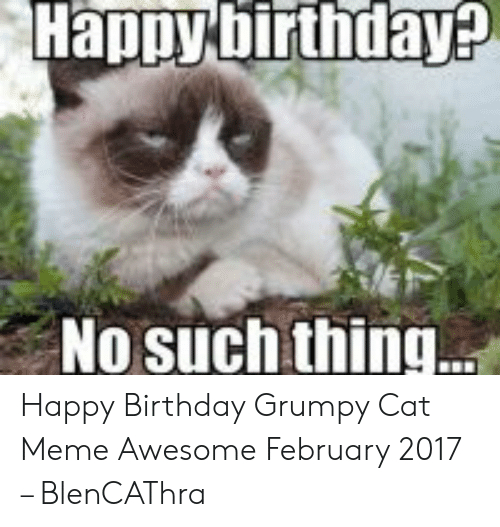 Happy birthday?
No such thing...
Happy Birthday Grumpy Cat
Meme Awesome February 2017
– BlenCAThra